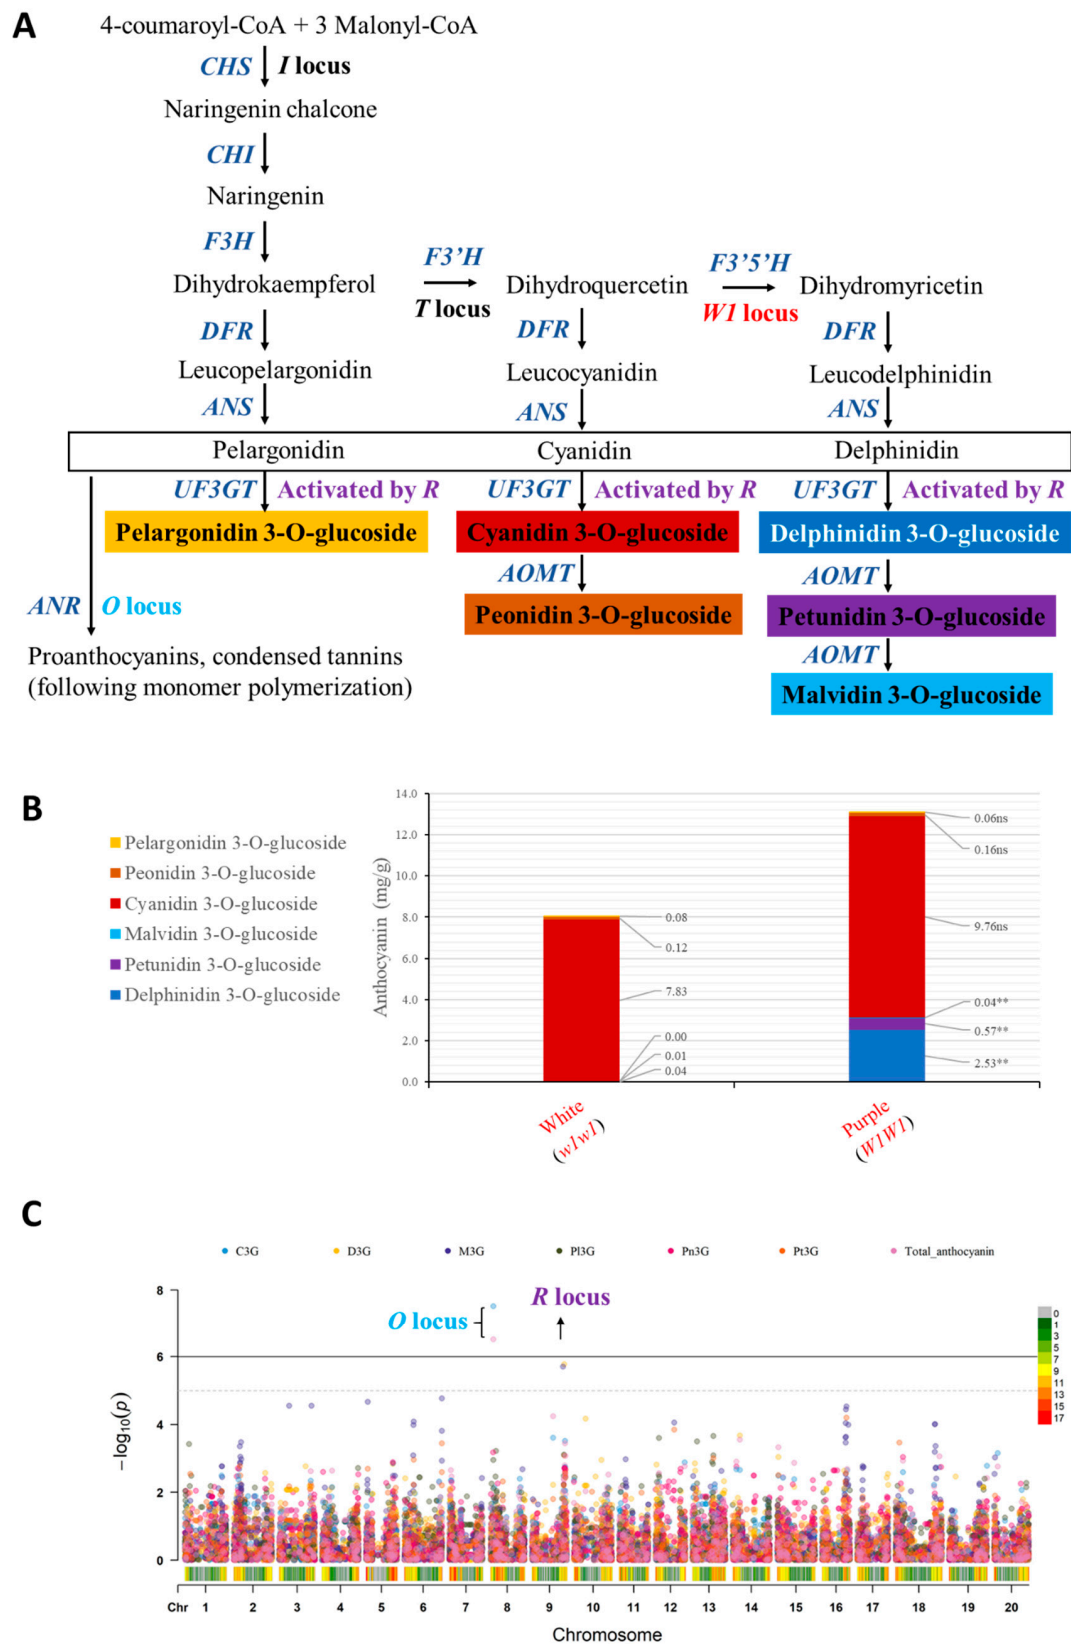 A
4-coumaroyl-CoA + 3 Malonyl-CoA
CHS I locus
Naringenin chalcone
CHI
Naringenin
F3H F3’H F3’5’H
Dihydrokaempferol Dihydroquercetin Dihydromyricetin
T locus W1 locus
DFR DFR DFR
Leucopelargonidin Leucocyanidin Leucodelphinidin
ANS ANS ANS
Pelargonidin Cyanidin Delphinidin
UF3GT Activated by R UF3GT Activated by R UF3GT Activated by R
Pelargonidin 3-O-glucoside Cyanidin 3-O-glucoside Delphinidin 3-O-glucoside
AOMT AOMT
ANR O locus Peonidin 3-O-glucoside Petunidin 3-O-glucoside
Proanthocyanins, condensed tannins AOMT
(following monomer polymerization) Malvidin 3-O-glucoside
B
Pelargonidin 3-O-glucoside
Peonidin 3-O-glucoside
Cyanidin 3-O-glucoside
Malvidin 3-O-glucoside
Petunidin 3-O-glucoside
Delphinidin 3-O-glucoside
Anthocyanin (mg/g)
14.0
12.0
10.0
8.0
6.0
4.0
2.0
0.0
0.08
0.12
7.83
0.00
0.01
0.04
0.06ns
0.16ns
9.76ns
0.04**
0.57**
2.53**
White
(w1w1)
Purple
(W1W1)
C
C3G D3G M3G Pl3G Pn3G Pt3G Total_anthocyanin
O locus R locus
−log10(p)
8
6
4
2
0
0
1
3
5
7
9
11
13
15
17
Chr 1 2 3 4 5 6 7 8 9 10 11 12 13 14 15 16 17 18 19 20
Chromosome